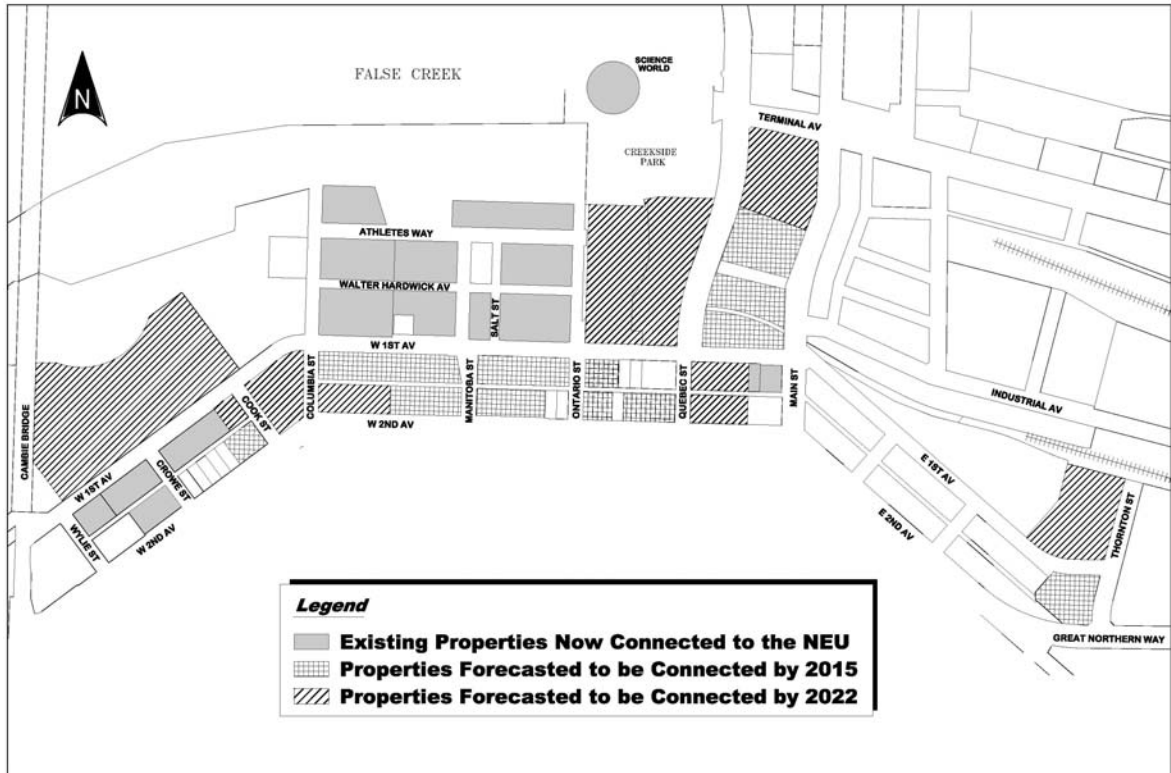 N
FALSE CREEK
SCIENCE
WORLD
CREEKSIDE
PARK
TERMINAL AV
ATHLETES WAY
WALTER HARDWICK AV
SALT ST
W 1ST AV
COLUMBIA ST
MANITOBA ST
ONTARIO ST
QUEBEC ST
MAIN ST
W 2ND AV
COOK ST
CROWE ST
CAMBIE BRIDGE
W 1ST AV
WYLIE ST
W 2ND AV
INDUSTRIAL AV
E 1ST AV
E 2ND AV
THORNTON ST
GREAT NORTHERN WAY
Legend
Existing Properties Now Connected to the NEU
Properties Forecasted to be Connected by 2015
Properties Forecasted to be Connected by 2022